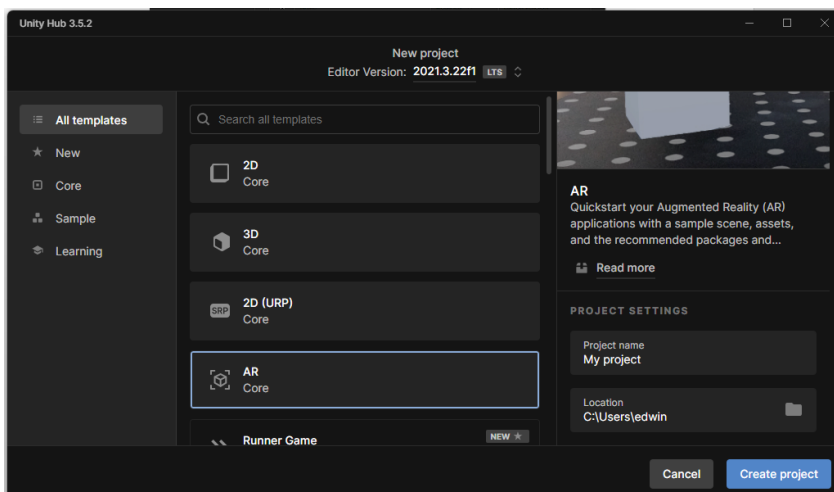 Unity Hub 3.5.2
New project
Editor Version: 2021.3.22f1 LTS
All templates
New
Core
Sample
Learning
Search all templates
2D
Core
3D
Core
SRP
2D (URP)
Core
AR
Core
Runner Game
NEW
AR
Quickstart your Augmented Reality (AR)
applications with a sample scene, assets,
and the recommended packages and...
Read more
PROJECT SETTINGS
Project name
My project
Location
C:\Users\edwin
Cancel
Create project